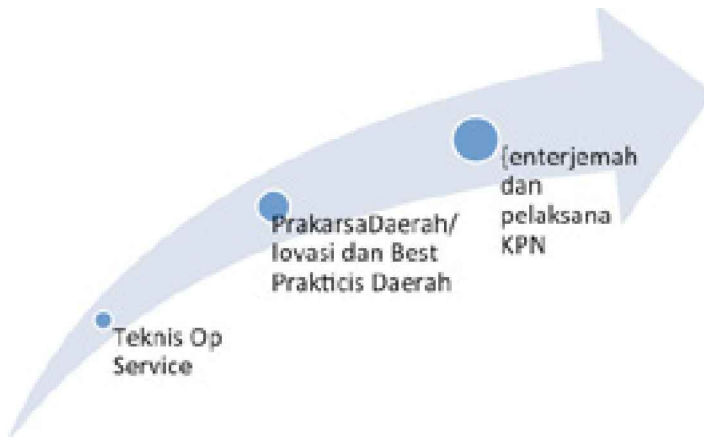 {enterjemah
dan
pelaksana
KPN
PrakarsaDaerah/
Iovasi dan Best
Prakticis Daerah
Teknis Op
Service